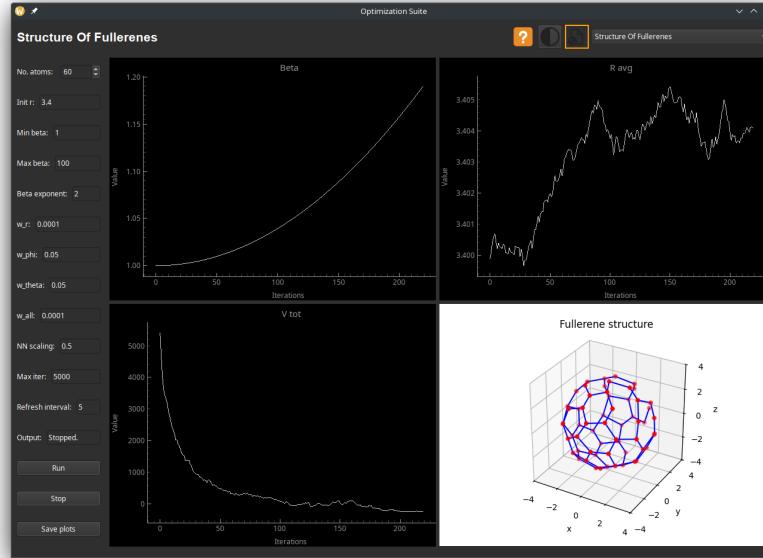 Optimization Suite
Structure Of Fullerenes
?
Structure Of Fullerenes
No. atoms: 60
Init r: 3.4
Min beta: 1
Max beta: 100
Beta exponent: 2
w_r: 0.0001
w_phi: 0.05
w_theta: 0.05
w_all: 0.0001
NN scaling: 0.5
Max iter: 5000
Refresh interval: 5
Output: Stopped.
Run
Stop
Save plots
Beta
1.20
1.15
1.10
1.05
1.00
Value
0 50 100 150 200
Iterations
R avg
3.405
3.404
3.403
3.402
3.401
3.400
Value
0 50 100 150 200
Iterations
V tot
5000
4000
3000
2000
1000
0
Value
0 50 100 150 200
Iterations
Fullerene structure
4
2
0
−2
−4
z
−4 −2 0 2 4
x
−4 −2 0 2 4
y